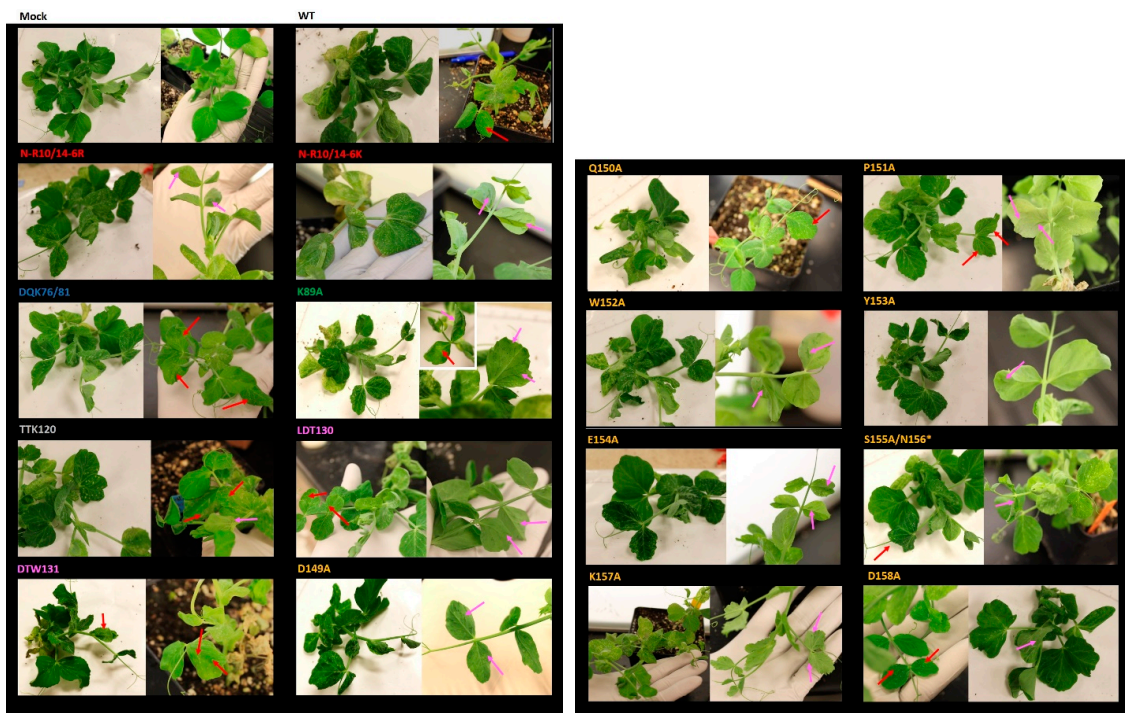 Mock
WT
N-R10/14-6R
N-R10/14-6K
DQK76/81
K89A
TTK120
LDT130
DTW131
D149A
Q150A
P151A
W152A
Y153A
E154A
S155A/N156*
K157A
D158A